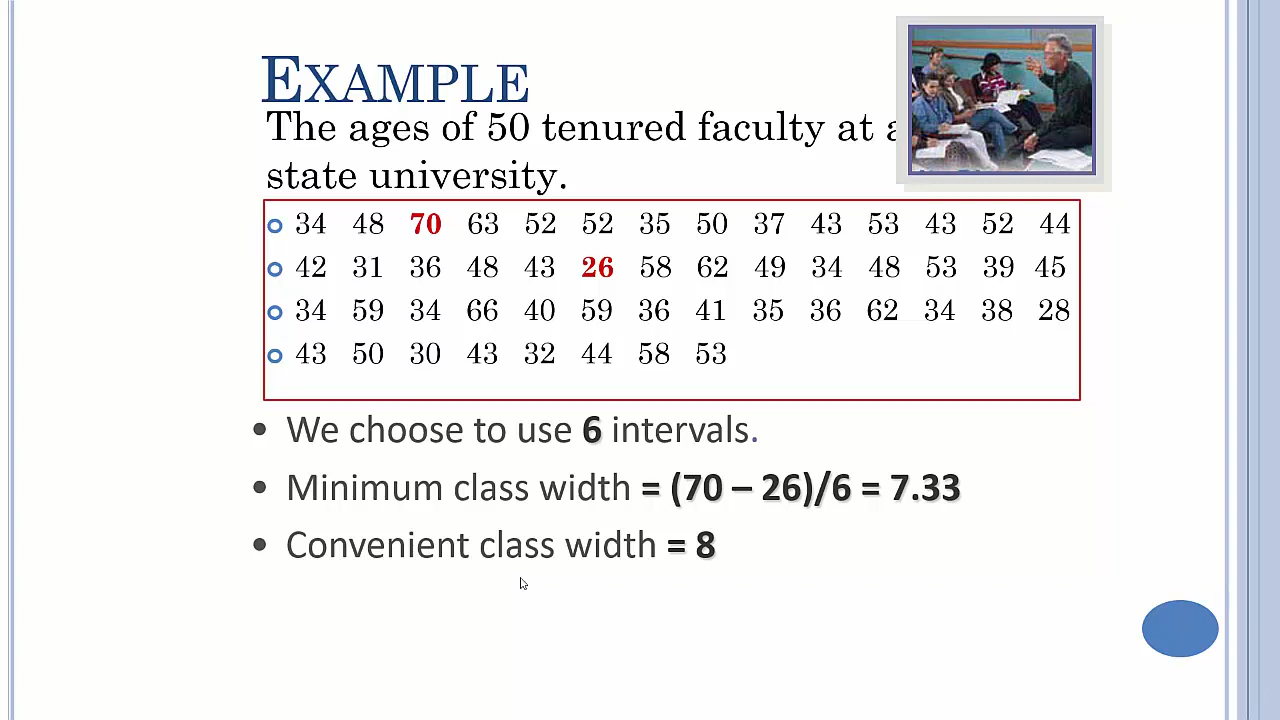 EXAMPLE
The ages of 50 tenured faculty at a
state university.
34 48 70 63 52 52 35 50 37 43 53 43 52 44
42 31 36 48 43 26 58 62 49 34 48 53 39 45
34 59 34 66 40 59 36 41 35 36 62 34 38 28
43 50 30 43 32 44 58 53
• We choose to use 6 intervals.
• Minimum class width = (70 – 26)/6 = 7.33
• Convenient class width = 8